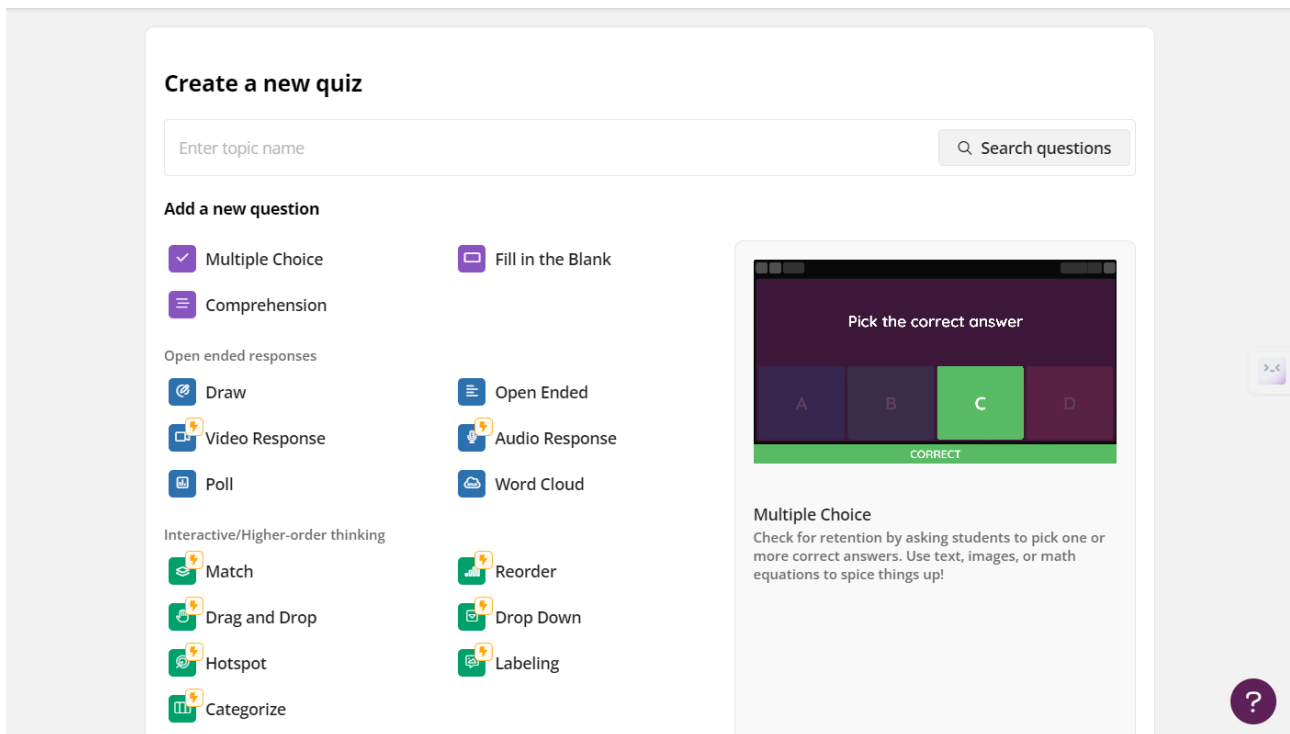 Create a new quiz
Enter topic name
Search questions
Add a new question
Multiple Choice
Fill in the Blank
Comprehension
Open ended responses
Draw
Open Ended
Video Response
Audio Response
Poll
Word Cloud
Interactive/Higher-order thinking
Match
Reorder
Drag and Drop
Drop Down
Hotspot
Labeling
Categorize
Pick the correct answer
A
B
C
D
CORRECT
Multiple Choice
Check for retention by asking students to pick one or
more correct answers. Use text, images, or math
equations to spice things up!
?